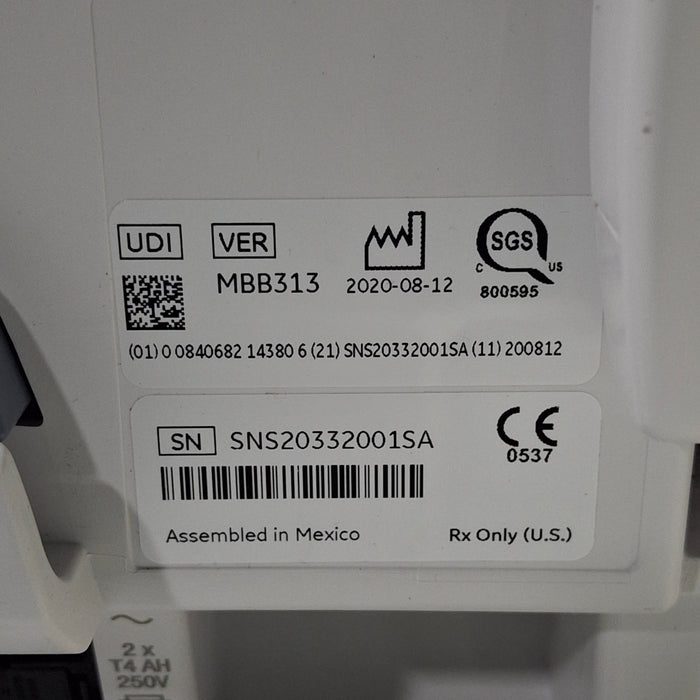 UDI VER SGS
C US
MBB313 2020-08-12 800595
(01) 0 0840682 14380 6 (21) SNS20332001SA (11) 200812
SN SNS20332001SA CE
0537
Assembled in Mexico Rx Only (U.S.)
2 x
T4 AH
250V